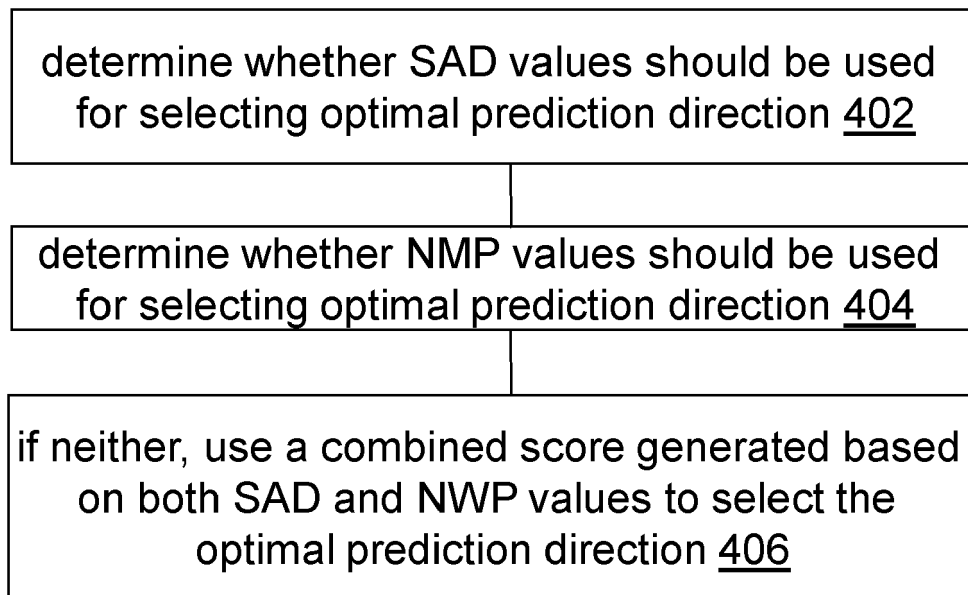 determine whether SAD values should be used
for selecting optimal prediction direction 402
determine whether NMP values should be used
for selecting optimal prediction direction 404
if neither, use a combined score generated based
on both SAD and NWP values to select the
optimal prediction direction 406